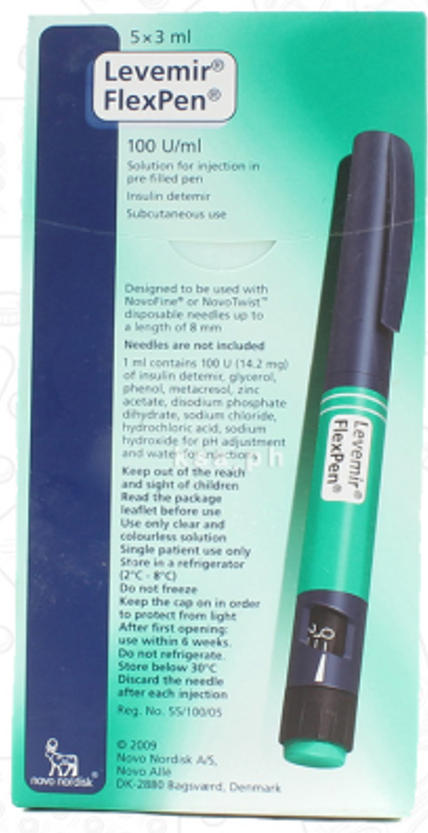 5 x 3 ml
Levemir®
FlexPen®
100 U/ml
Solution for injection in
pre-filled pen
Insulin detemir
Subcutaneous use
Designed to be used with
NovoFine® or NovoTwist™
disposable needles up to
a length of 8 mm
Needles are not included
1 ml contains 100 U (14.2 mg)
of insulin detemir, glycerol,
phenol, metacresol, zinc
acetate, disodium phosphate
dihydrate, sodium chloride,
hydrochloric acid, sodium
hydroxide for pH adjustment
and water for injections
Keep out of the reach
and sight of children
Read the package
leaflet before use
Use only clear and
colourless solution
Single patient use only
Store in a refrigerator
(2°C - 8°C)
Do not freeze
Keep the cap on in order
to protect from light
After first opening:
use within 6 weeks.
Do not refrigerate.
Store below 30°C
Discard the needle
after each injection
Reg. No. 55/100/05
© 2009
Novo Nordisk A/S,
Novo Allé
DK-2880 Bagsværd, Denmark
novo nordisk®
Levemir®
FlexPen®